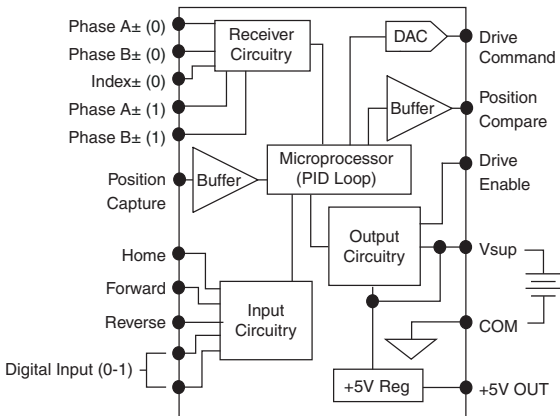 Phase A± (0)
Phase B± (0)
Index± (0)
Phase A± (1)
Phase B± (1)
Position
Capture
Home
Forward
Reverse
Digital Input (0-1)
Receiver
Circuitry
Buffer
Microprocessor
(PID Loop)
Input
Circuitry
DAC
Buffer
Output
Circuitry
+5V Reg
Drive
Command
Position
Compare
Drive
Enable
Vsup
COM
+5V OUT